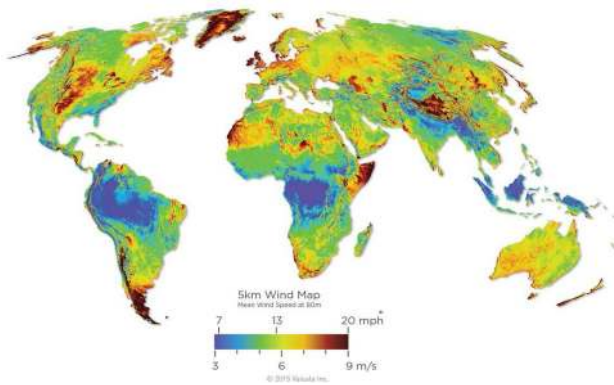 5km Wind Map
Mean Wind Speed at 80m
7 13 20 mph
3 6 9 m/s
© 2015 Vaisala Inc.